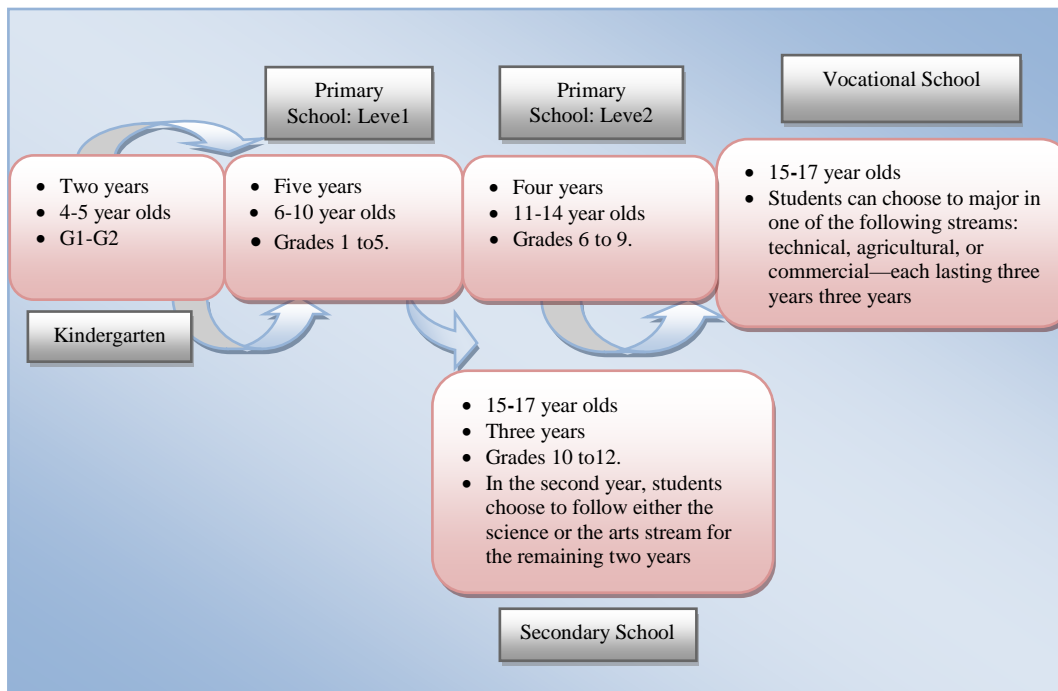 Primary
School: Leve1
Primary
School: Leve2
Vocational School
• Two years
• 4-5 year olds
• G1-G2
Kindergarten
• Five years
• 6-10 year olds
• Grades 1 to5.
• Four years
• 11-14 year olds
• Grades 6 to 9.
• 15-17 year olds
• Students can choose to major in
one of the following streams:
technical, agricultural, or
commercial—each lasting three
years three years
• 15-17 year olds
• Three years
• Grades 10 to12.
• In the second year, students
choose to follow either the
science or the arts stream for
the remaining two years
Secondary School